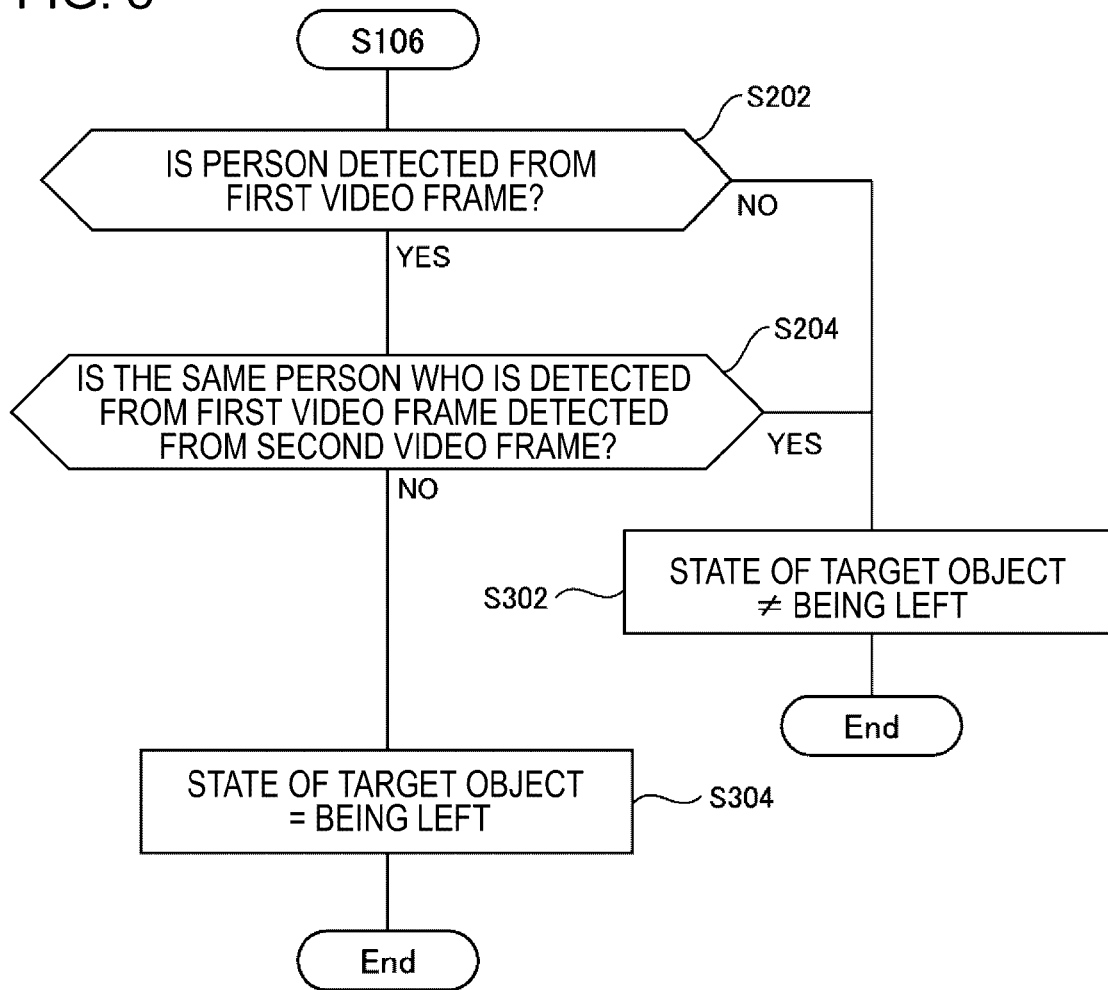 S106
S202
IS PERSON DETECTED FROM
FIRST VIDEO FRAME?
NO
YES
S204
IS THE SAME PERSON WHO IS DETECTED
FROM FIRST VIDEO FRAME DETECTED
FROM SECOND VIDEO FRAME?
YES
NO
S302
STATE OF TARGET OBJECT
≠ BEING LEFT
End
STATE OF TARGET OBJECT
= BEING LEFT
S304
End